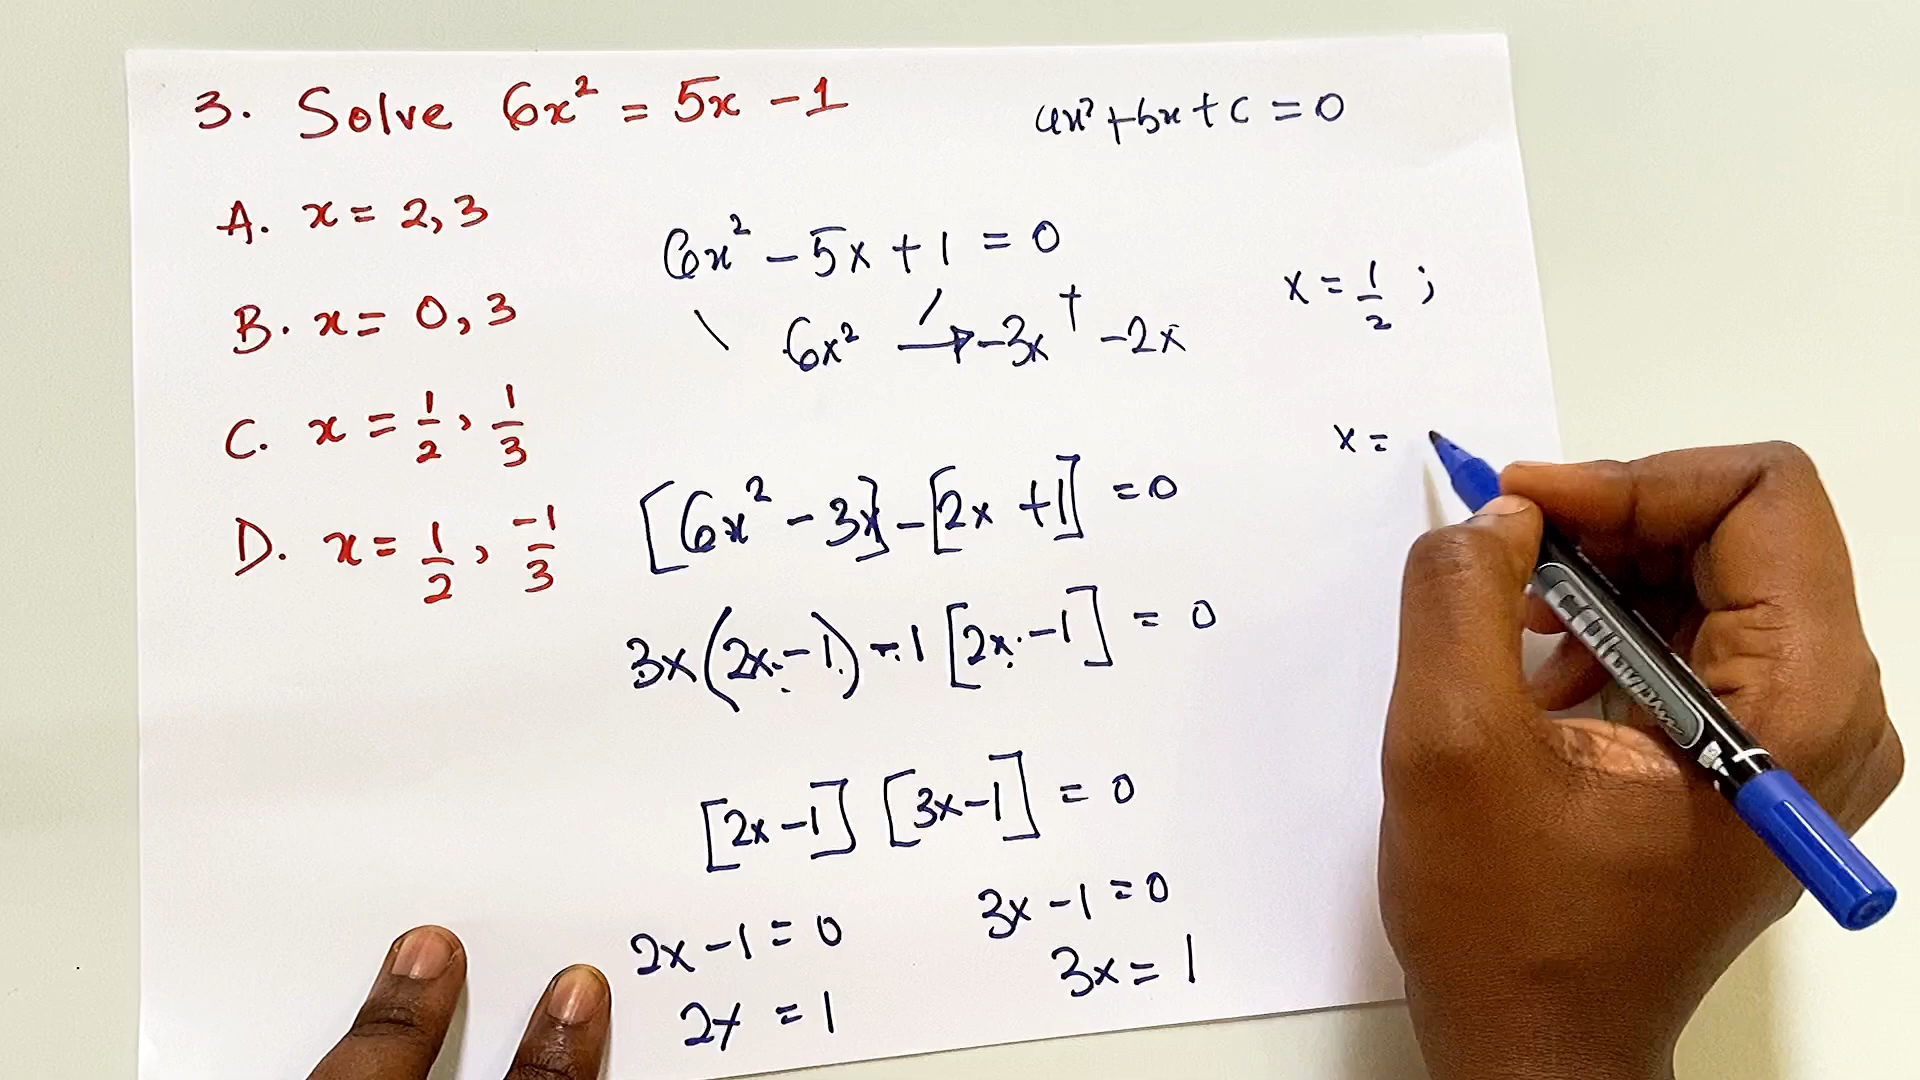 3. Solve 6x² = 5x - 1
ax² + bx + c = 0
A. x = 2, 3
B. x = 0, 3
C. x = 1/2, 1/3
D. x = 1/2, -1/3
6x² - 5x + 1 = 0
\ 6x² / → -3x + -2x
[6x² - 3x] - [2x + 1] = 0
3x(2x - 1) - 1[2x - 1] = 0
[2x - 1] [3x - 1] = 0
2x - 1 = 0
2x = 1
3x - 1 = 0
3x = 1
x = 1/2 ;
x =